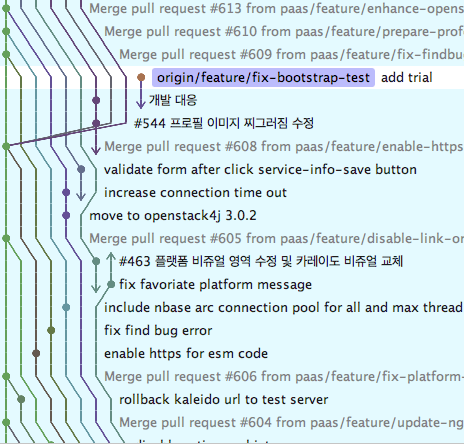 Merge pull request #613 from paas/feature/enhance-opens
Merge pull request #610 from paas/feature/prepare-profe
Merge pull request #609 from paas/feature/fix-findbu
origin/feature/fix-bootstrap-test add trial
개발 대응
#544 프로필 이미지 찌그러짐 수정
Merge pull request #608 from paas/feature/enable-https
validate form after click service-info-save button
increase connection time out
move to openstack4j 3.0.2
Merge pull request #605 from paas/feature/disable-link-or
#463 플랫폼 비쥬얼 영역 수정 및 카레이도 비쥬얼 교체
fix favoriate platform message
include nbase arc connection pool for all and max thread
fix find bug error
enable https for esm code
Merge pull request #606 from paas/feature/fix-platform-
rollback kaleido url to test server
Merge pull request #604 from paas/feature/update-ng